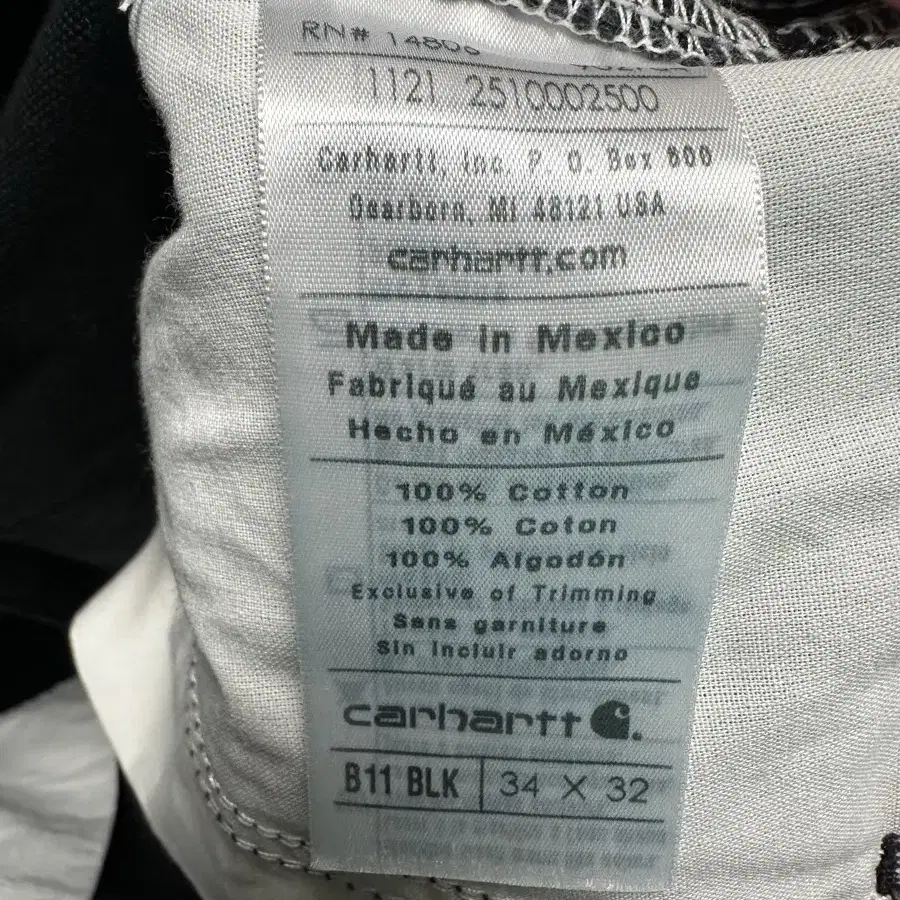 RN# 14806
1121 2510002500
Carhartt, Inc. P. O. Box 600
Dearborn, MI 48121 USA
carhartt.com
Made in Mexico
Fabriqué au Mexique
Hecho en México
100% Cotton
100% Coton
100% Algodón
Exclusive of Trimming
Sans garniture
Sin incluir adorno
carhartt
B11 BLK 34 X 32